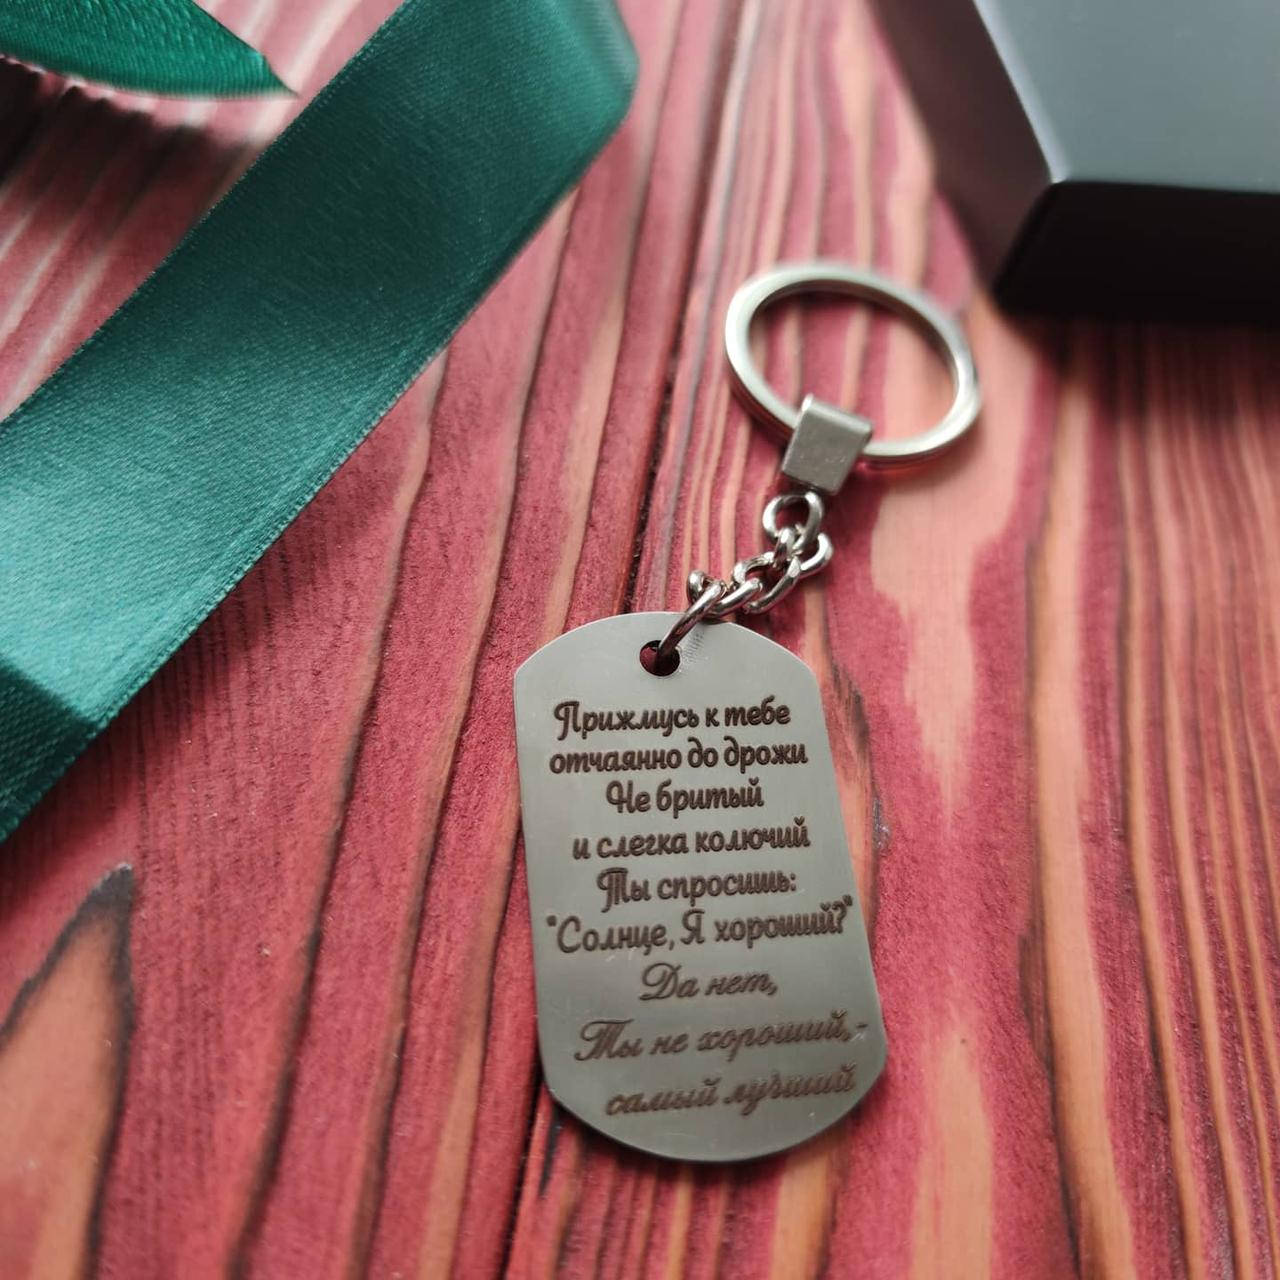 Прижмусь к тебе
отчаянно до дрожи
Не бритый
и слегка колючий
Ты спросишь:
"Солнце, Я хороший?"
Да нет,
Ты не хороший,-
самый лучший